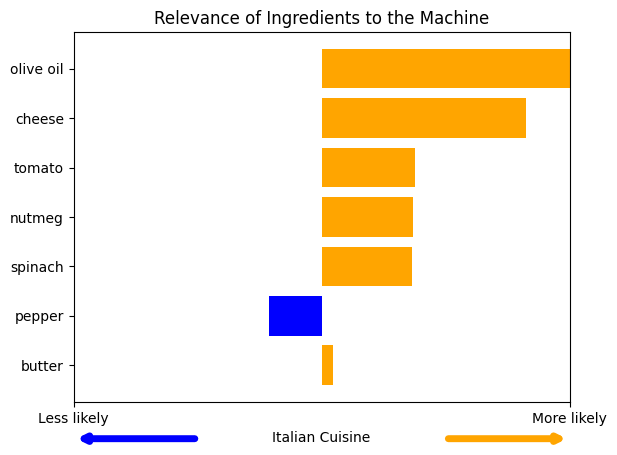 Relevance of Ingredients to the Machine
olive oil
cheese
tomato
nutmeg
spinach
pepper
butter
Less likely
More likely
Italian Cuisine